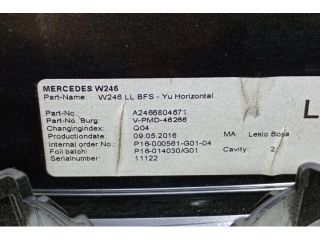 MERCEDES W246
Part-Name: W246 LL BFS - Yu Horizontal
Part-No. A2466804671
Part-No. Burg: V-PMD-46266
Changingindex: Q04
Productiondate: 09.05.2016 MA: Lekic Bosa
Internal order No.: P16-000561-G01-04
Foil batch: P16-014030/G01 Cavity: 2
Serialnumber: 11122
L